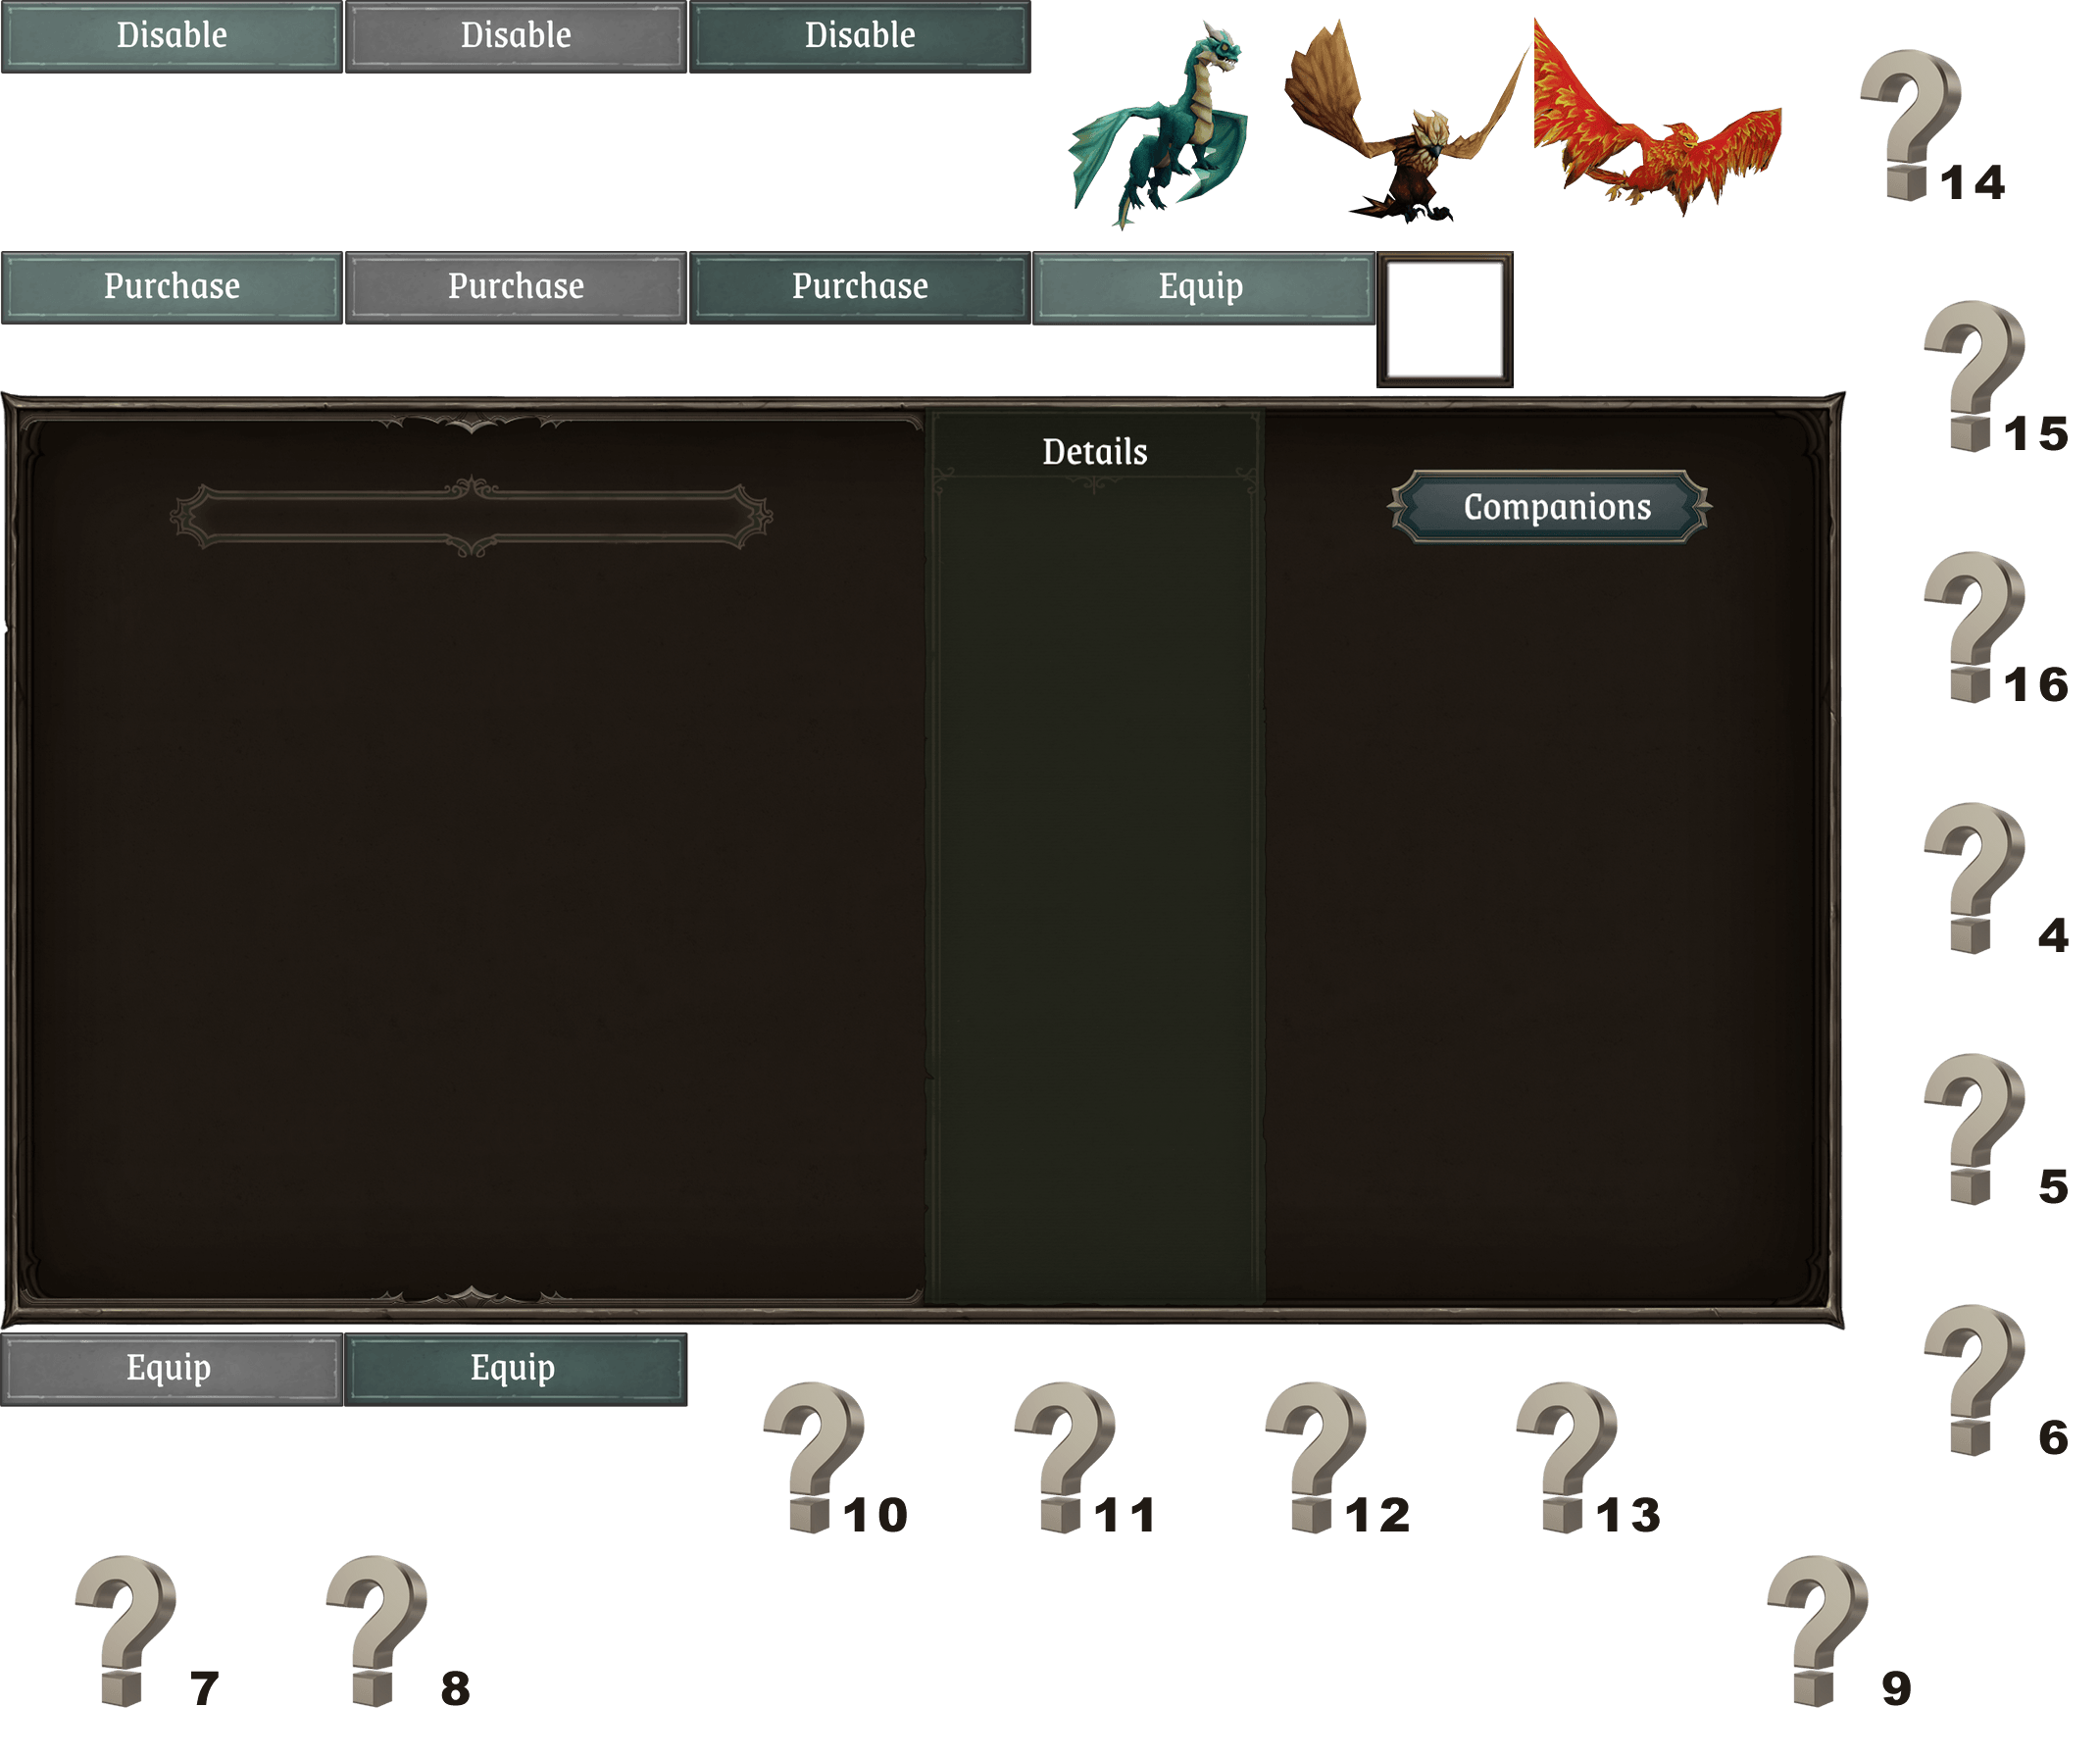 Disable
Disable
Disable
14
Purchase
Purchase
Purchase
Equip
15
Details
Companions
16
4
5
6
Equip
Equip
10
11
12
13
7
8
9